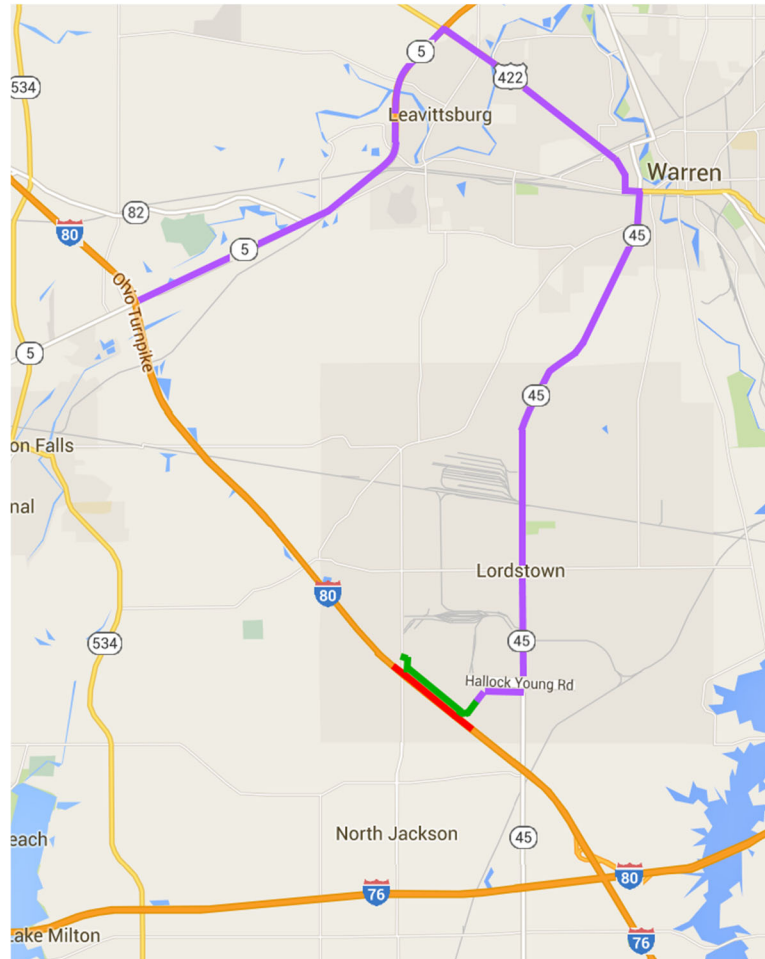 5
422
534
Leavittsburg
Warren
82
80
45
5
Ohio Turnpike
5
45
on Falls
nal
Lordstown
80
534
45
Hallock Young Rd
North Jackson
45
each
80
76
Lake Milton
76